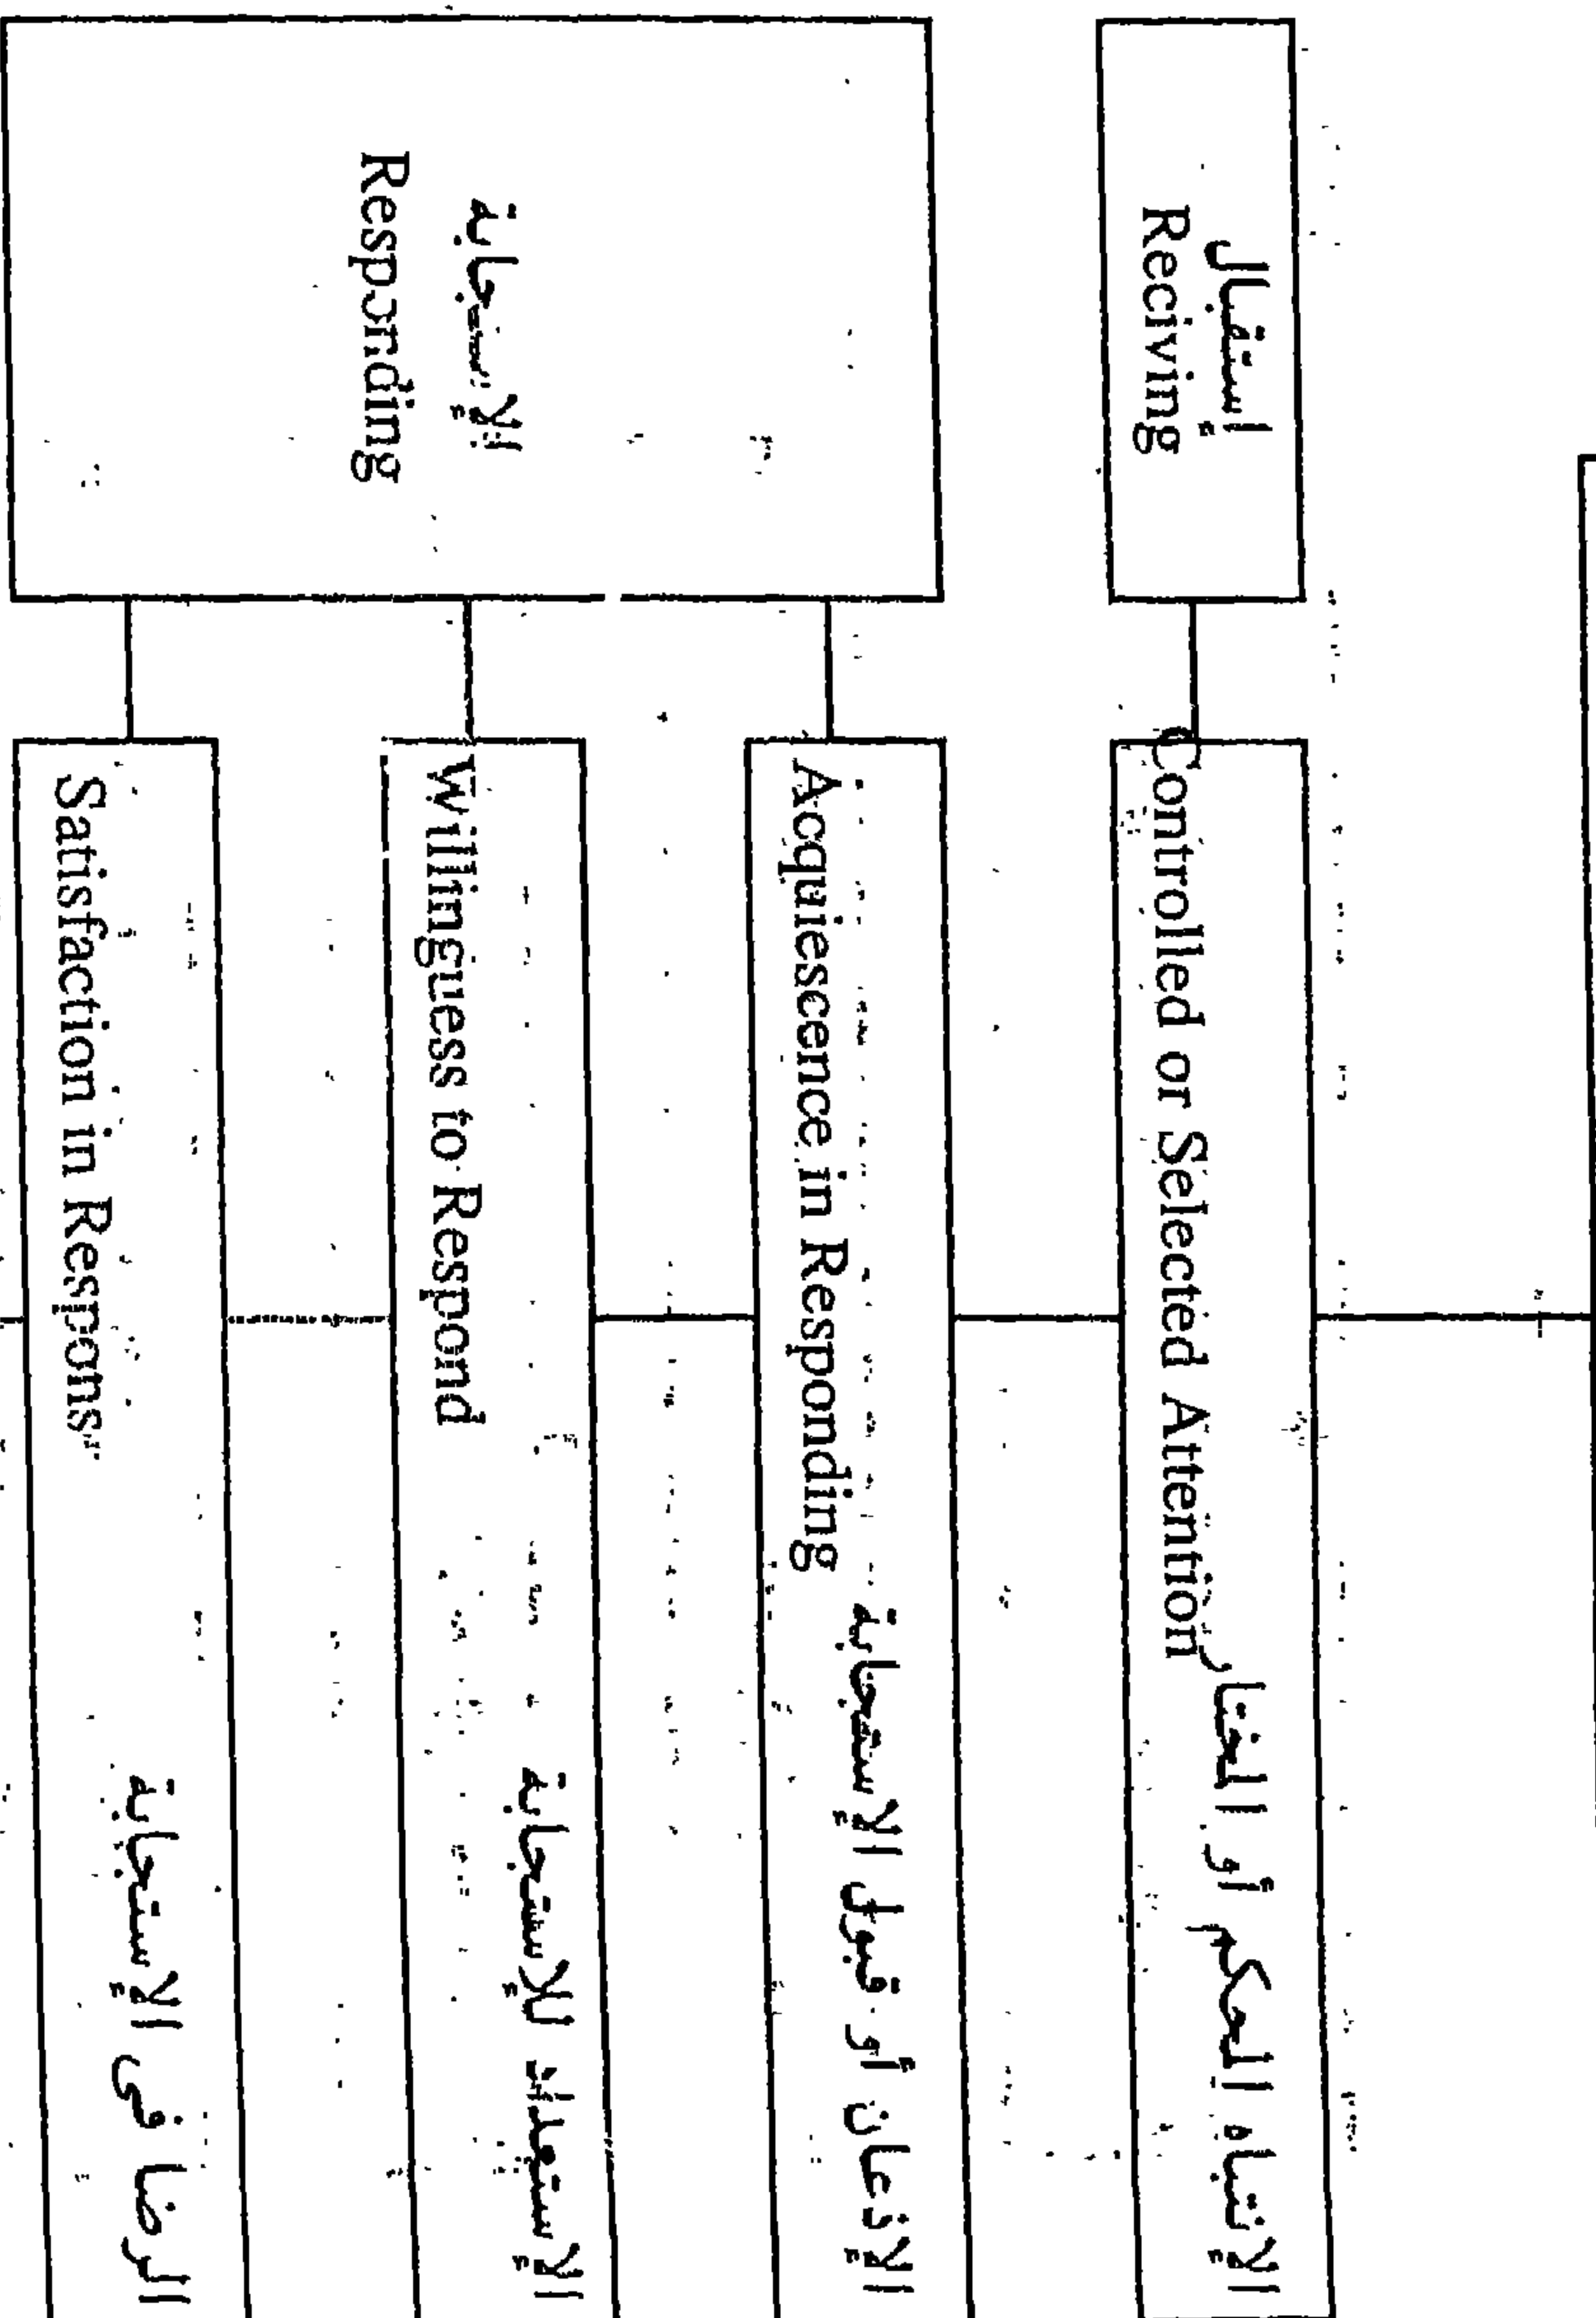 إستقبال
Reciving
الإنتباه المحكم أو المختار
Controlled or Selected Attention
الإستجابة
Responding
الإذعان أو قبول الإستجابة
Acquiescence in Responding
الإستعداد للإستجابة
Willingness to Respond
الرضا فى الإستجابة
Satisfaction in Respons